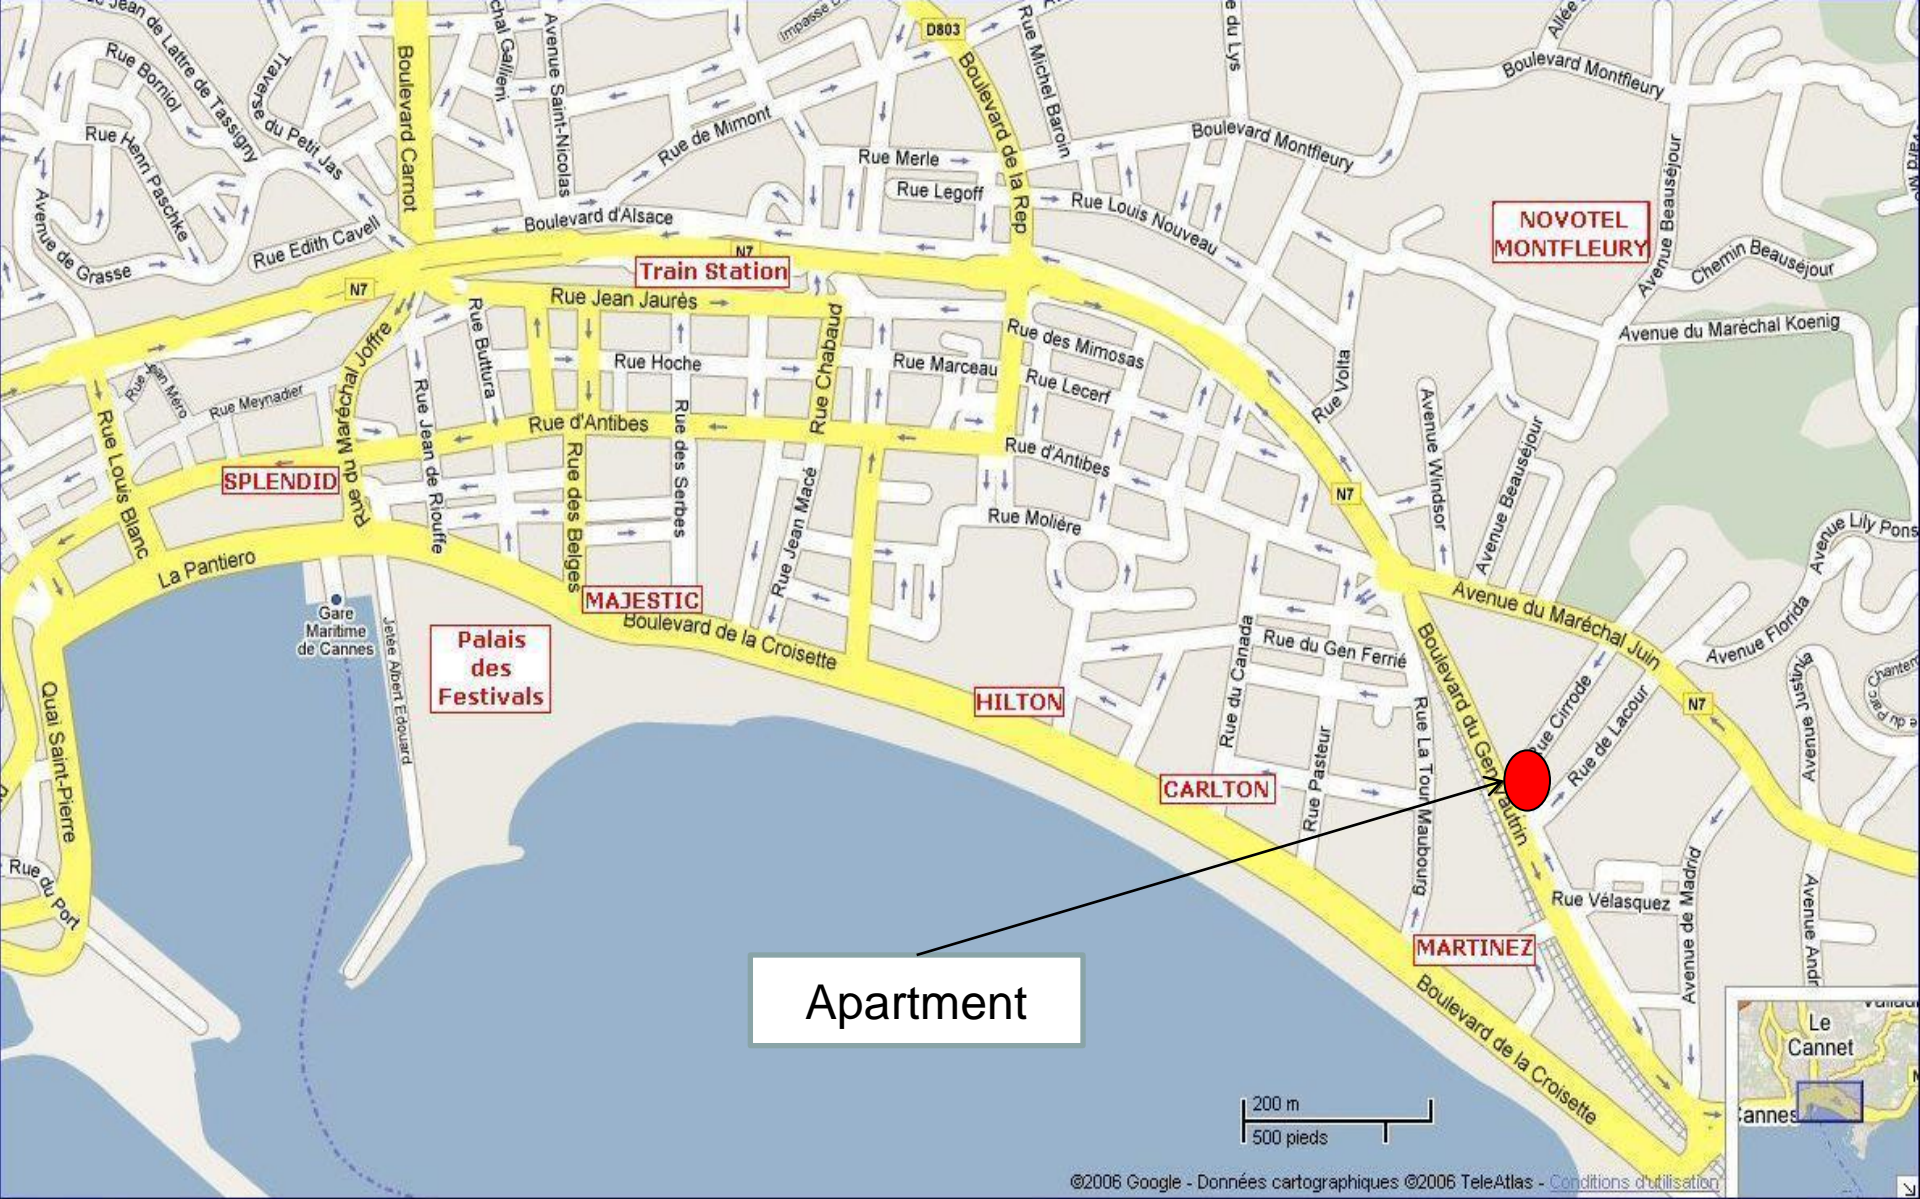 Jean de Lattre de Tassigny
Rue Borniol
Traverse du Petit Jas
Rue Henri Paschke
Avenue de Grasse
Rue Edith Cavell
Boulevard Carnot
Avenue Saint-Nicolas
Impasse
D803
Boulevard de la Rep
Rue Michel Baroin
Rue de Mimont
Rue Merle
Rue Legoff
Boulevard d'Alsace
N7
Train Station
N7
Rue Louis Nouveau
Boulevard Montfleury
Boulevard Montfleury
Allée
e du Lys
NOVOTEL
MONTFLEURY
Avenue Beauséjour
Chemin Beauséjour
Avenue du Maréchal Koenig
Rue Jean Jaurès
Rue Buttura
Rue Hoche
Rue Chabaud
Rue Marceau
Rue des Mimosas
Rue Lecerf
Rue Volta
Rue Jean Méro
Rue Meynadier
Rue du Maréchal Joffre
Rue Jean de Riouffe
Rue d'Antibes
Rue des Serbes
Rue d'Antibes
Rue Louis Blanc
SPLENDID
Rue des Belges
Rue Jean Macé
Rue Molière
N7
Avenue Windsor
Avenue Beauséjour
Avenue Lily Pons
La Pantiero
Gare
Maritime
de Cannes
Jetée Albert Edouard
Palais
des
Festivals
MAJESTIC
Boulevard de la Croisette
HILTON
Rue du Canada
Rue du Gen Ferrié
Avenue du Maréchal Juin
Avenue Florida
Avenue Justinia
Boulevard du Gen Vautrin
Rue Cirrode
Rue de Lacour
N7
Quai Saint-Pierre
CARLTON
Rue Pasteur
Rue La Tour Maubourg
Rue du Port
Rue Vélasquez
Avenue de Madrid
Avenue Andr
MARTINEZ
Apartment
Boulevard de la Croisette
Le
Cannet
Cannes
200 m
500 pieds
©2006 Google - Données cartographiques ©2006 TeleAtlas - Conditions d'utilisation